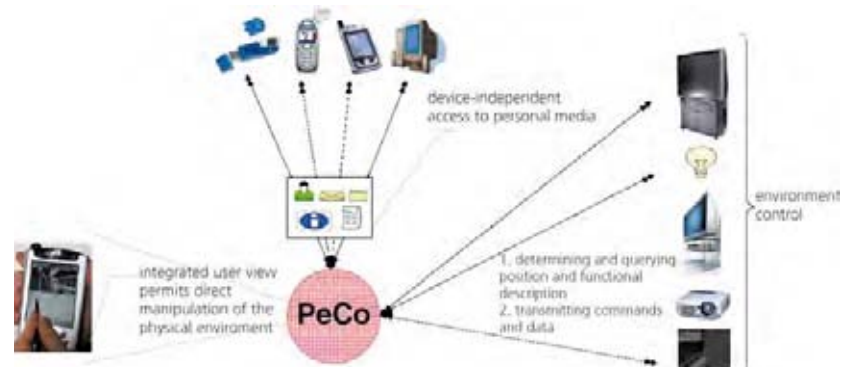 device-independent
access to personal media
environment
control
integrated user view
permits direct
manipulation of the
physical enviroment
PeCo
1. determining and querying
position and functional
description
2. transmitting commands
and data